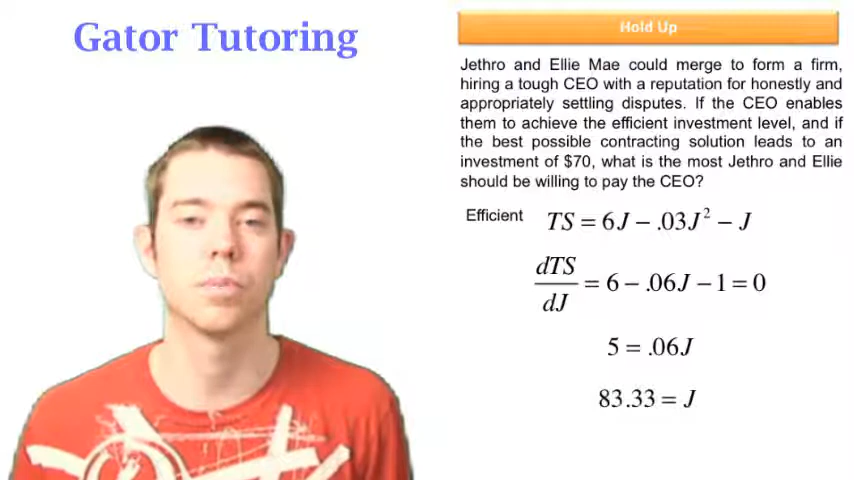 Gator Tutoring
Hold Up
Jethro and Ellie Mae could merge to form a firm,
hiring a tough CEO with a reputation for honestly and
appropriately settling disputes. If the CEO enables
them to achieve the efficient investment level, and if
the best possible contracting solution leads to an
investment of $70, what is the most Jethro and Ellie
should be willing to pay the CEO?
Efficient TS = 6J − .03J² − J
dTS/dJ = 6 − .06J − 1 = 0
5 = .06J
83.33 = J